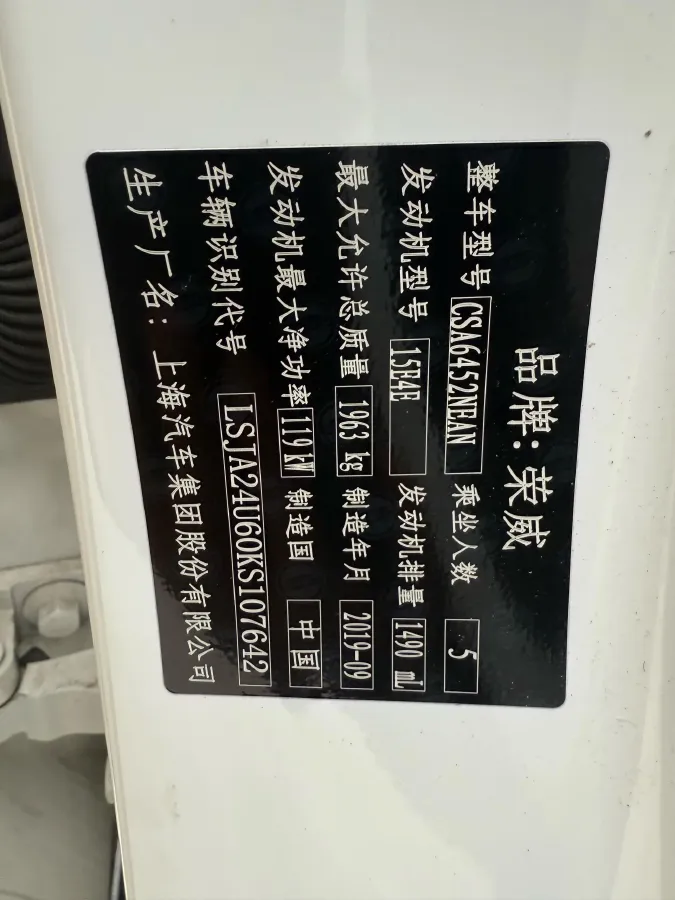 品牌: 荣威
整车型号 CSA6452NEAN 乘坐人数 5
发动机型号 15E4E 发动机排量 1490 mL
最大允许总质量 1963 kg 制造年月 2019-09
发动机最大净功率 119 kW 制造国 中国
车辆识别代号 LSJA24U60KS107642
生产厂名: 上海汽车集团股份有限公司